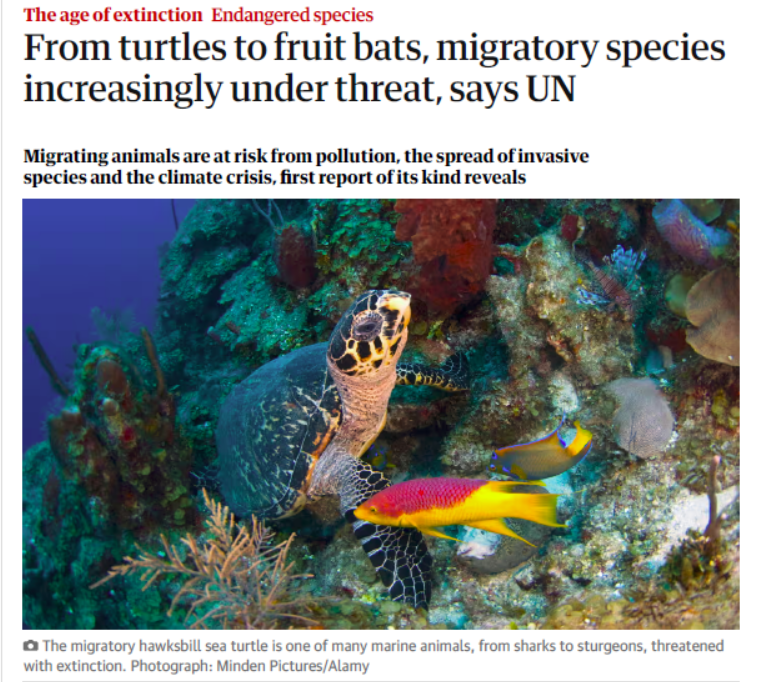 The age of extinction Endangered species
From turtles to fruit bats, migratory species
increasingly under threat, says UN
Migrating animals are at risk from pollution, the spread of invasive
species and the climate crisis, first report of its kind reveals
The migratory hawksbill sea turtle is one of many marine animals, from sharks to sturgeons, threatened
with extinction. Photograph: Minden Pictures/Alamy